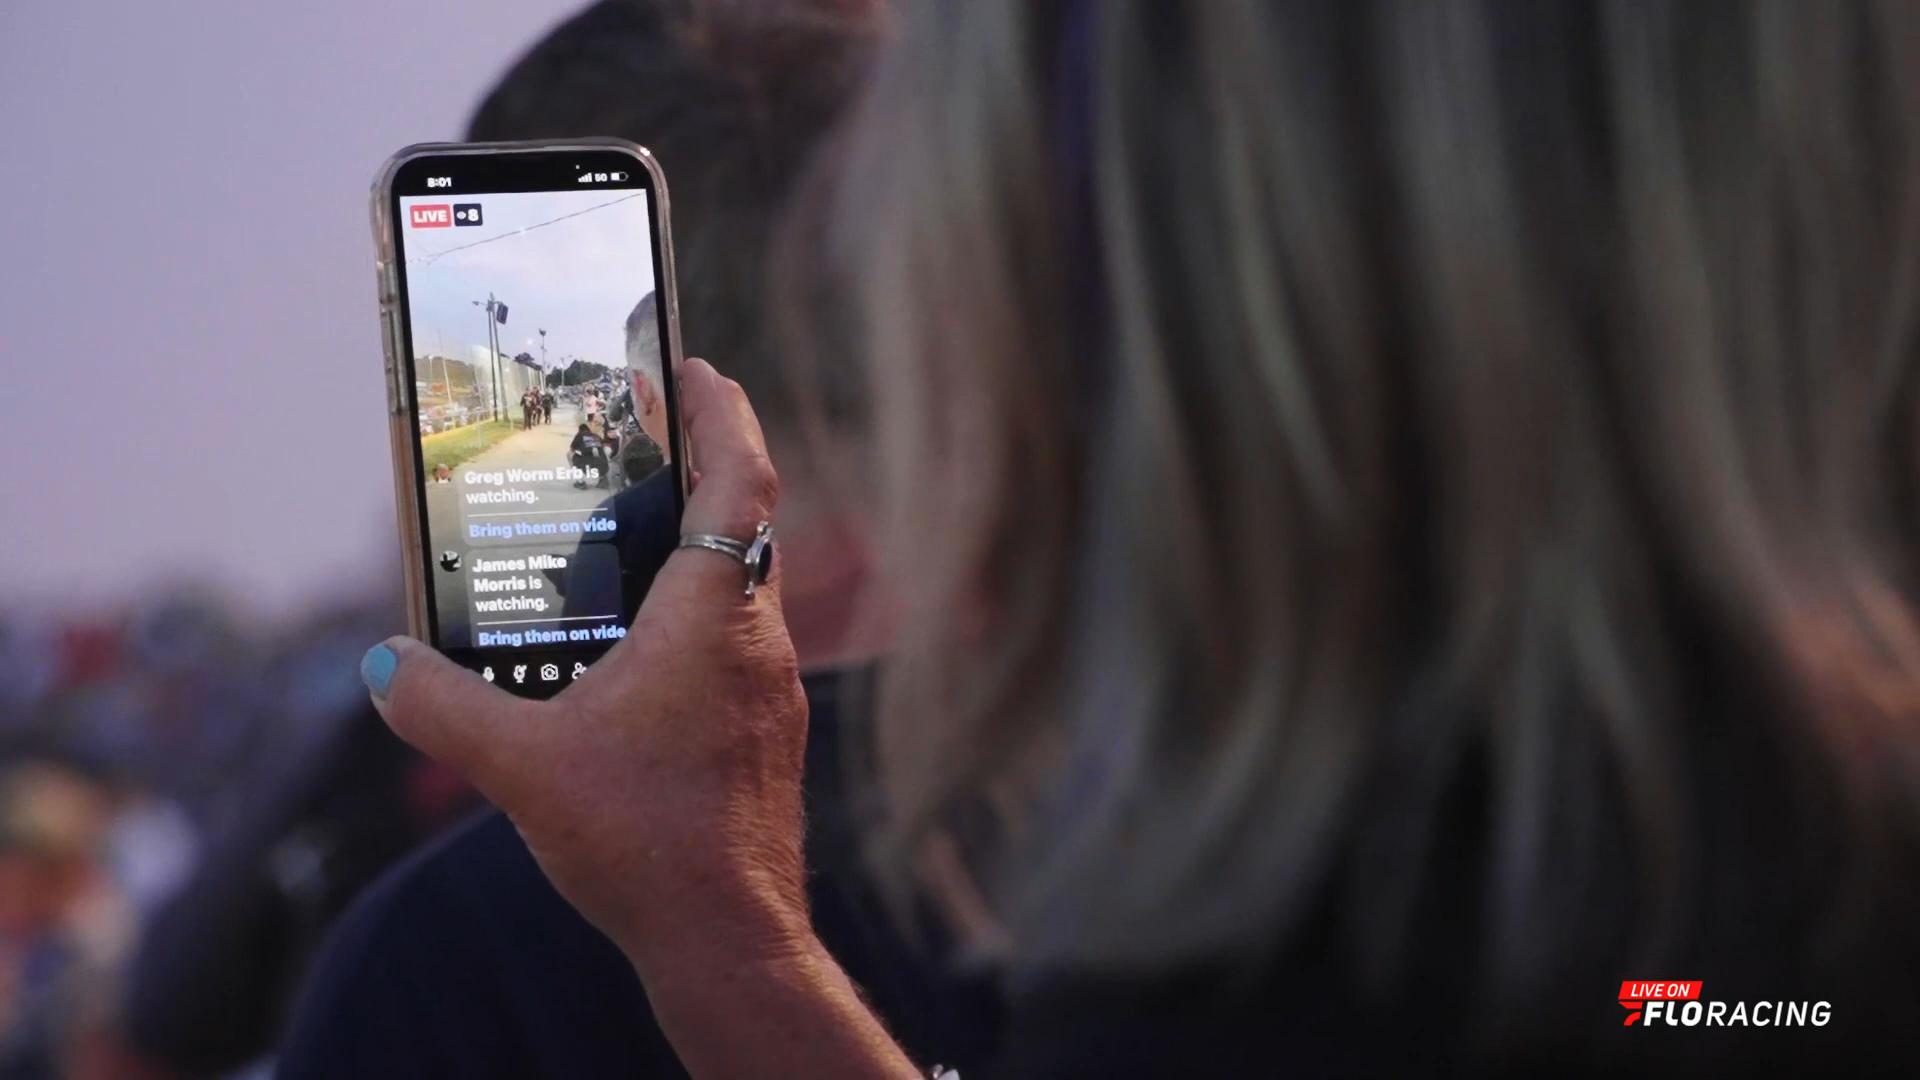 8:01
5G
LIVE 8
Greg Worm Erb is
watching.
Bring them on vide
James Mike
Morris is
watching.
Bring them on vide
LIVE ON
FLORACING